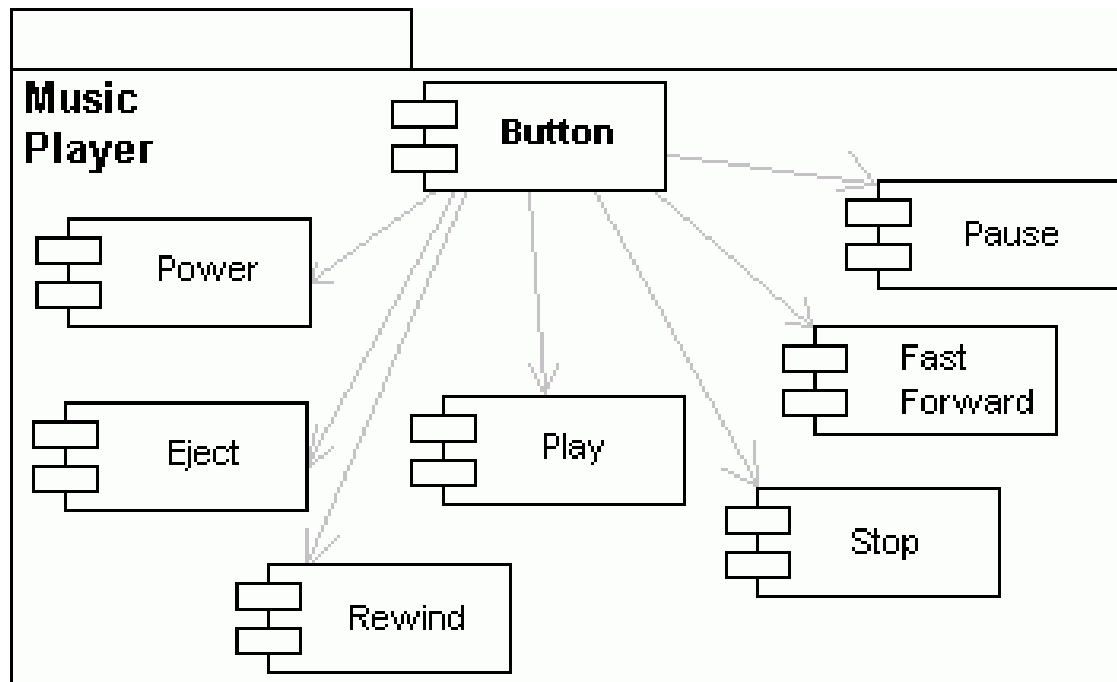 Music
Player
Button
Pause
Power
Fast
Forward
Eject
Play
Stop
Rewind